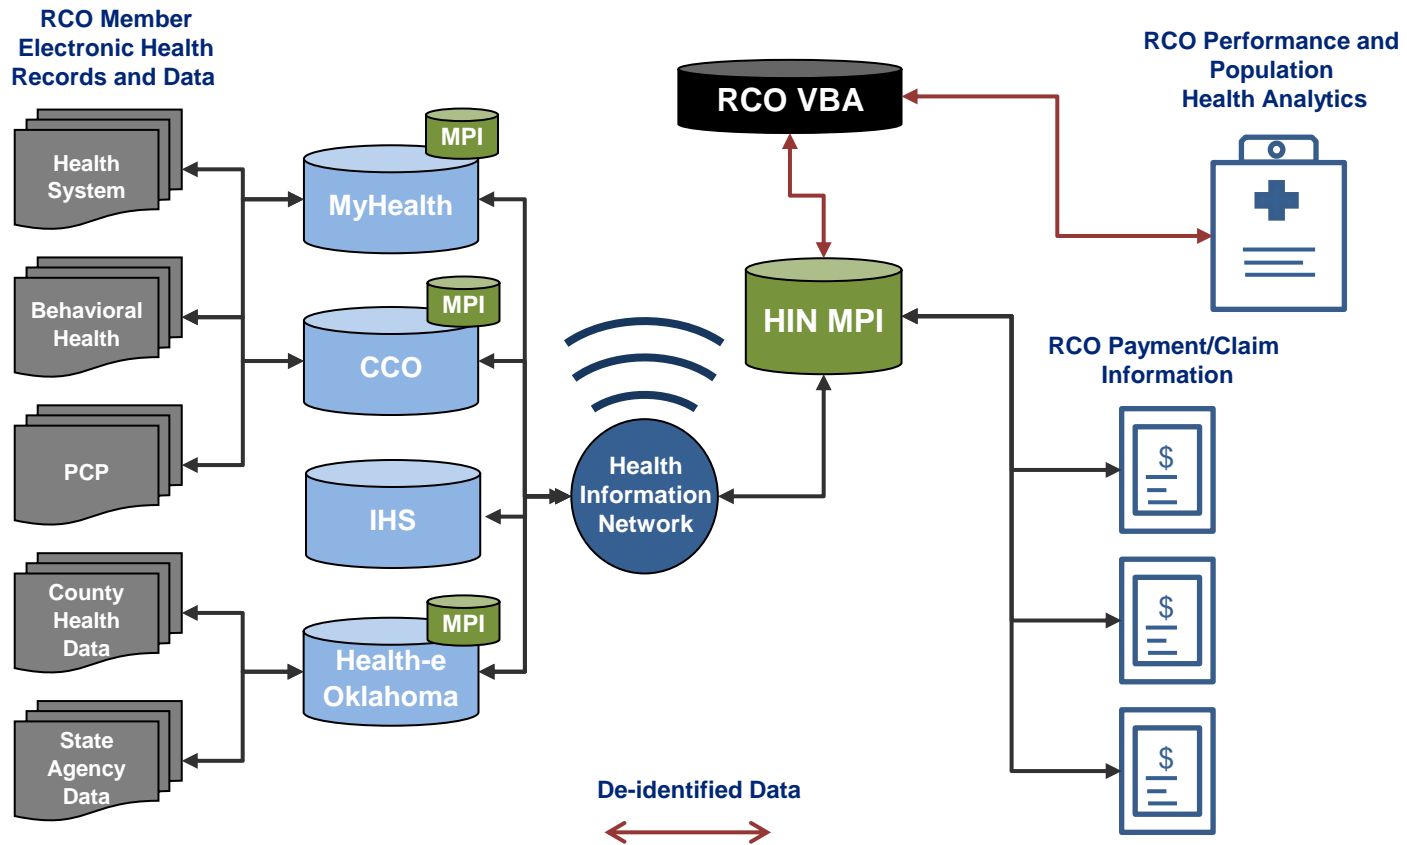 RCO Member
Electronic Health
Records and Data
Health
System
Behavioral
Health
PCP
County
Health
Data
State
Agency
Data
MPI
MyHealth
MPI
CCO
IHS
MPI
Health-e
Oklahoma
Health
Information
Network
RCO VBA
HIN MPI
RCO Performance and
Population
Health Analytics
RCO Payment/Claim
Information
$
$
$
De-identified Data